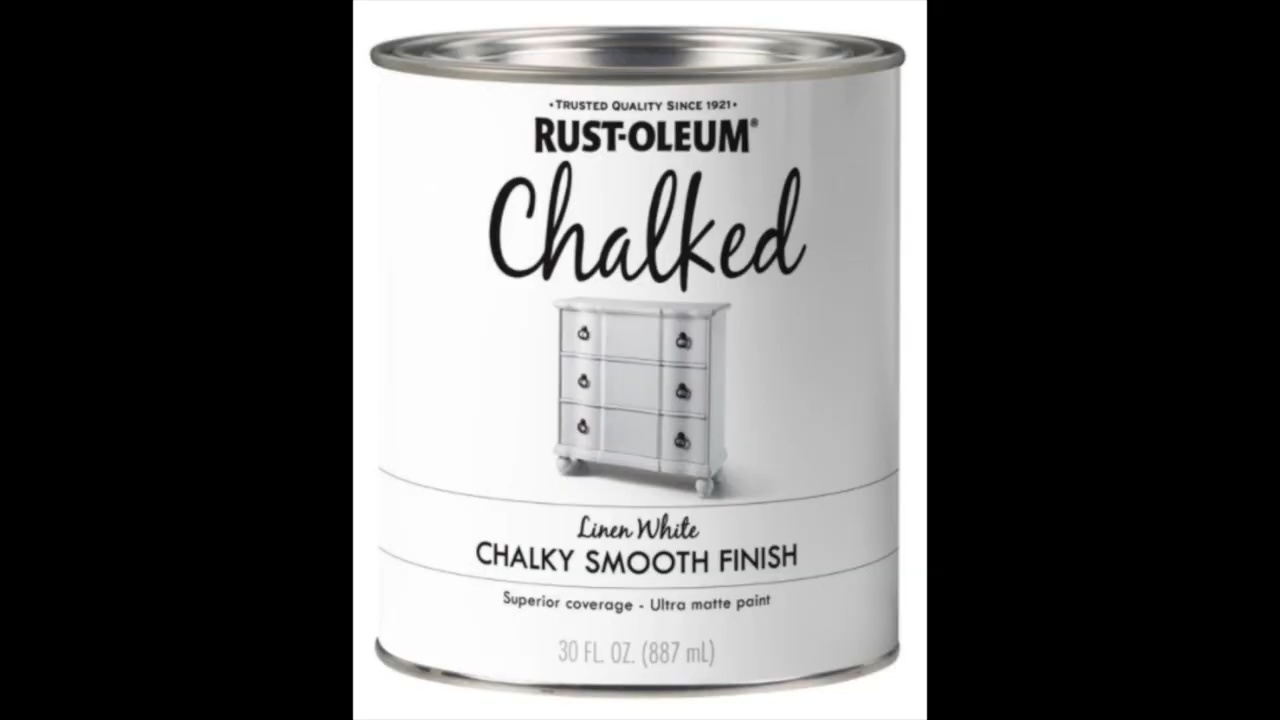 •TRUSTED QUALITY SINCE 1921•
RUST-OLEUM®
Chalked
Linen White
CHALKY SMOOTH FINISH
Superior coverage - Ultra matte paint
30 FL. OZ. (887 mL)